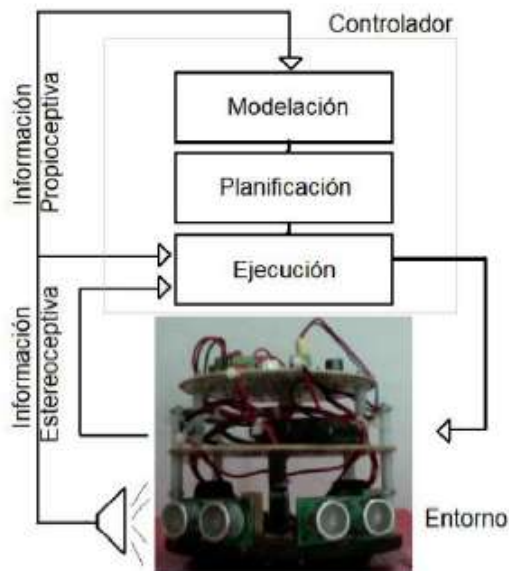 Controlador
Modelación
Planificación
Ejecución
Información
Propioceptiva
Información
Estereoceptiva
Entorno